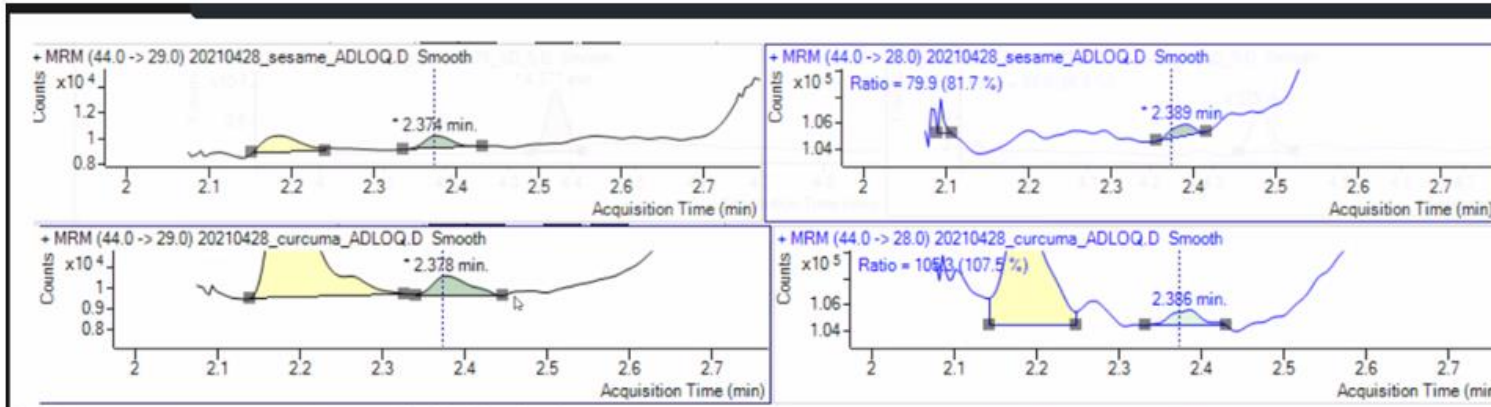 + MRM (44.0 -> 29.0) 20210428_sesame_ADLOQ.D Smooth
Counts
x10 4
1.2
1
0.8
* 2.374 min.
2 2.1 2.2 2.3 2.4 2.5 2.6 2.7
Acquisition Time (min)
+ MRM (44.0 -> 28.0) 20210428_sesame_ADLOQ.D Smooth
Counts
x10 5
Ratio = 79.9 (81.7 %)
1.06
1.04
* 2.389 min.
2 2.1 2.2 2.3 2.4 2.5 2.6 2.7
Acquisition Time (min
+ MRM (44.0 -> 29.0) 20210428_curcuma_ADLOQ.D Smooth
Counts
x10 4
1
0.9
0.8
* 2.378 min.
2 2.1 2.2 2.3 2.4 2.5 2.6 2.7
Acquisition Time (min)
+ MRM (44.0 -> 28.0) 20210428_curcuma_ADLOQ.D Smooth
Counts
x10 5
Ratio = 105.3 (107.5 %)
1.06
1.04
2.386 min.
2 2.1 2.2 2.3 2.4 2.5 2.6 2.7
Acquisition Time (min